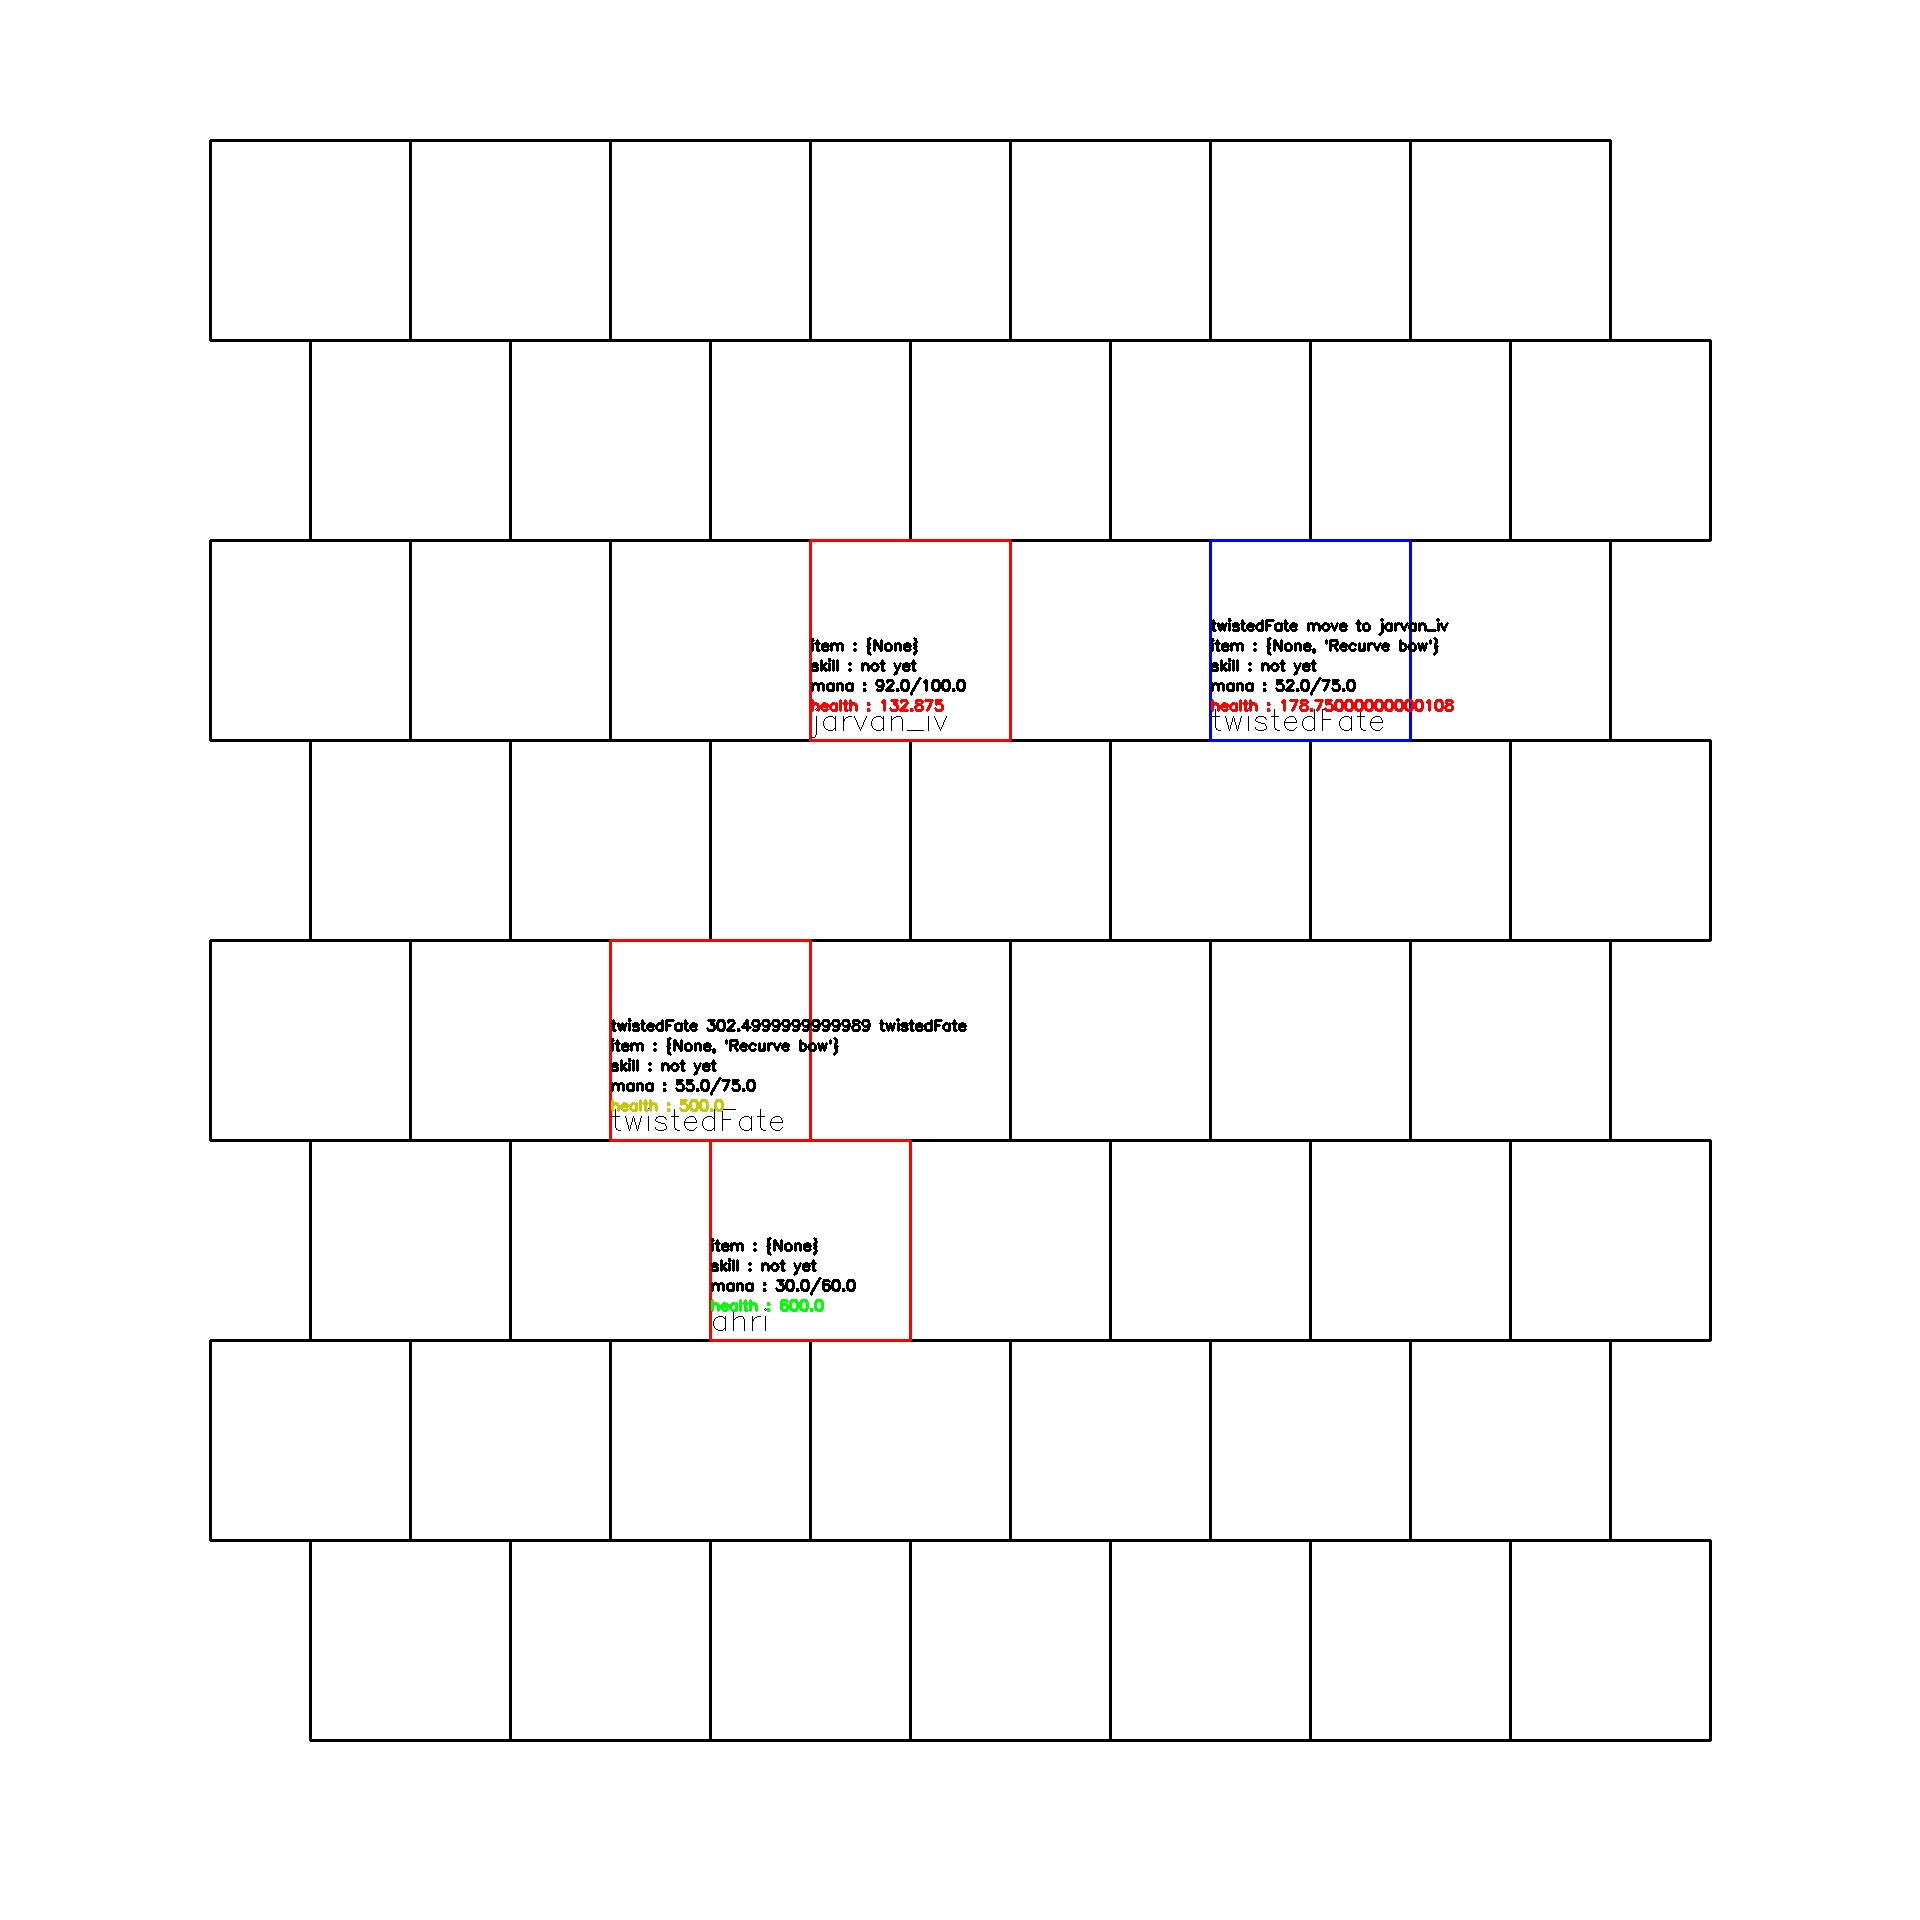 item : {None}
skill : not yet
mana : 92.0/100.0
health : 132.875
jarvan_iv
twistedFate move to jarvan_iv
item : {None, 'Recurve bow'}
skill : not yet
mana : 52.0/75.0
health : 178.75000000000108
twistedFate
twistedFate 302.4999999999989 twistedFate
item : {None, 'Recurve bow'}
skill : not yet
mana : 55.0/75.0
health : 500.0
twistedFate
item : {None}
skill : not yet
mana : 30.0/60.0
health : 600.0
ahri